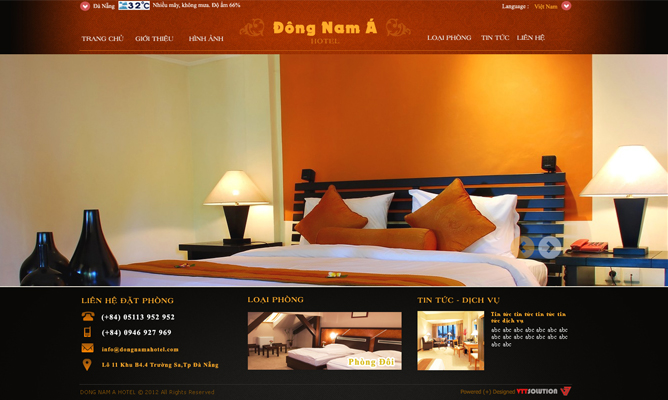 Đà Nẵng 32°C Nhiều mây, không mưa. Độ ẩm 66% Language : Việt Nam
TRANG CHỦ GIỚI THIỆU HÌNH ẢNH Đông Nam Á LOẠI PHÒNG TIN TỨC LIÊN HỆ
HOTEL
LIÊN HỆ ĐẶT PHÒNG
(+84) 05113 952 952
(+84) 0946 927 969
info@dongnamahotel.com
Lô 11 Khu B4.4 Trường Sa,Tp Đà Nẵng
LOẠI PHÒNG
Phòng Đôi
TIN TỨC - DỊCH VỤ
Tin tức tin tức tin tức tin
tức dịch vụ
abc abc abc abc abc abc abc
abc abc abc abc abc abc abc
abc abc
DONG NAM A HOTEL © 2012 All Rights Reserved
Powered [+] Designed VTTSOLUTION